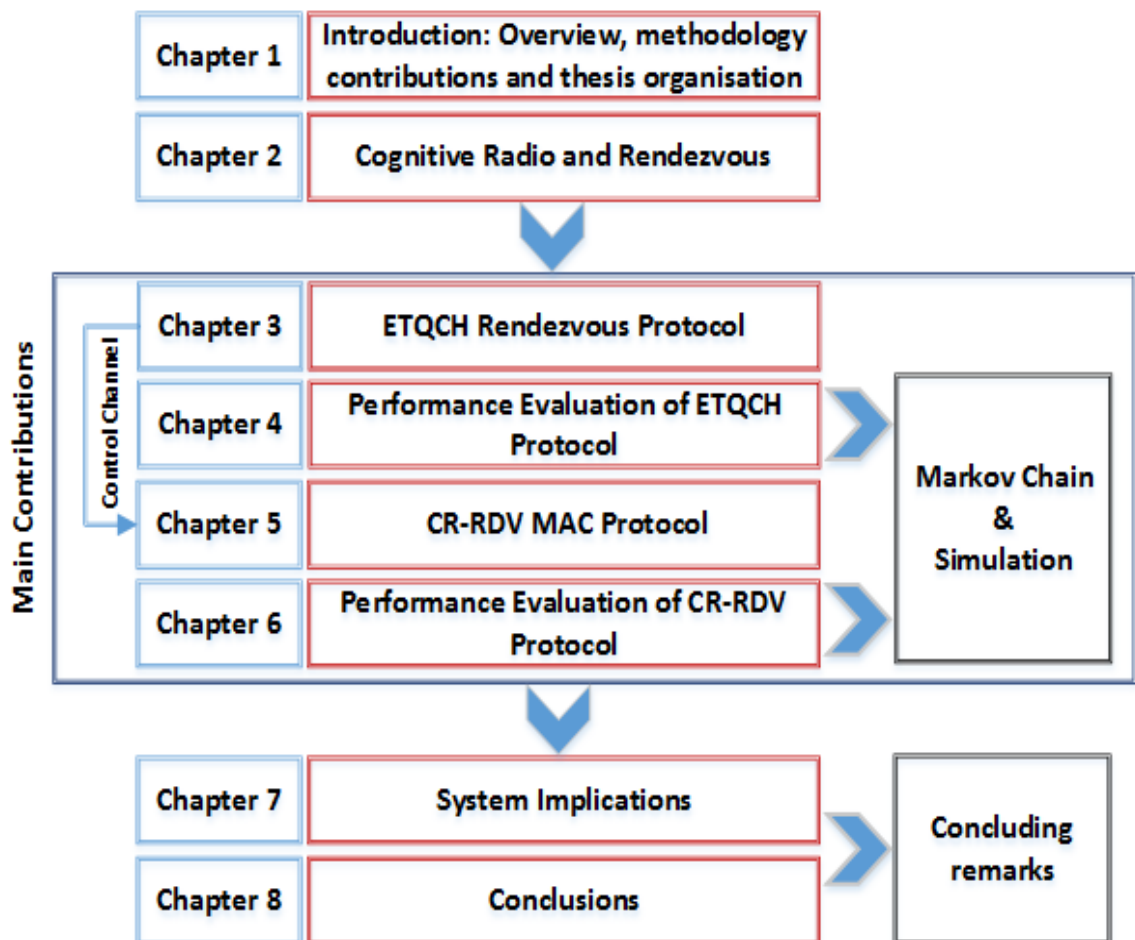 Chapter 1
Introduction: Overview, methodology
contributions and thesis organisation
Chapter 2
Cognitive Radio and Rendezvous
Main Contributions
Control Channel
Chapter 3
ETQCH Rendezvous Protocol
Chapter 4
Performance Evaluation of ETQCH
Protocol
Chapter 5
CR-RDV MAC Protocol
Chapter 6
Performance Evaluation of CR-RDV
Protocol
Markov Chain
&
Simulation
Chapter 7
System Implications
Chapter 8
Conclusions
Concluding
remarks